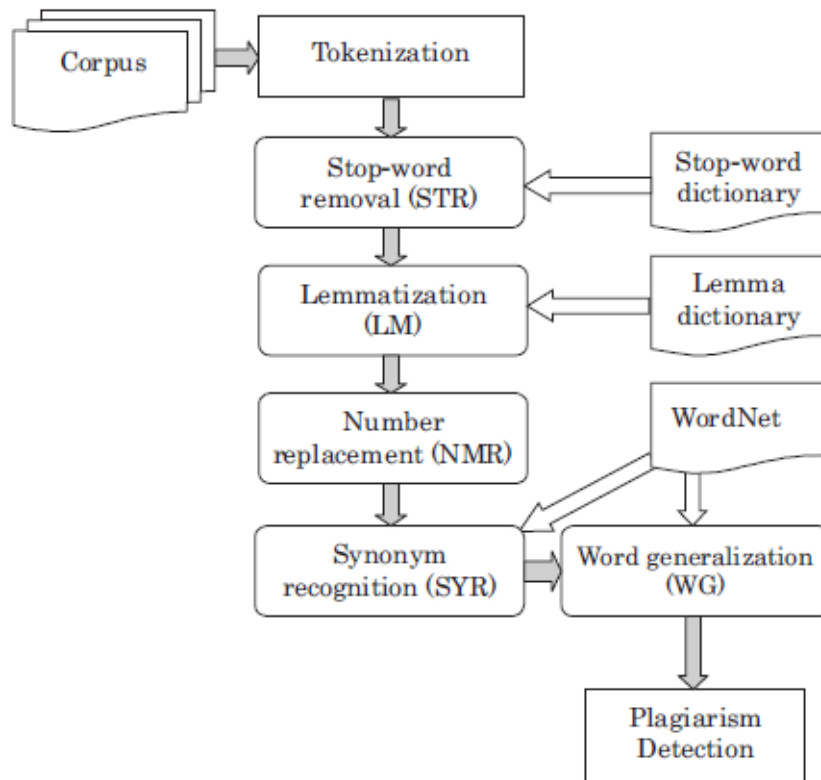 Corpus
Tokenization
Stop-word
removal (STR)
Stop-word
dictionary
Lemmatization
(LM)
Lemma
dictionary
Number
replacement (NMR)
WordNet
Synonym
recognition (SYR)
Word generalization
(WG)
Plagiarism
Detection